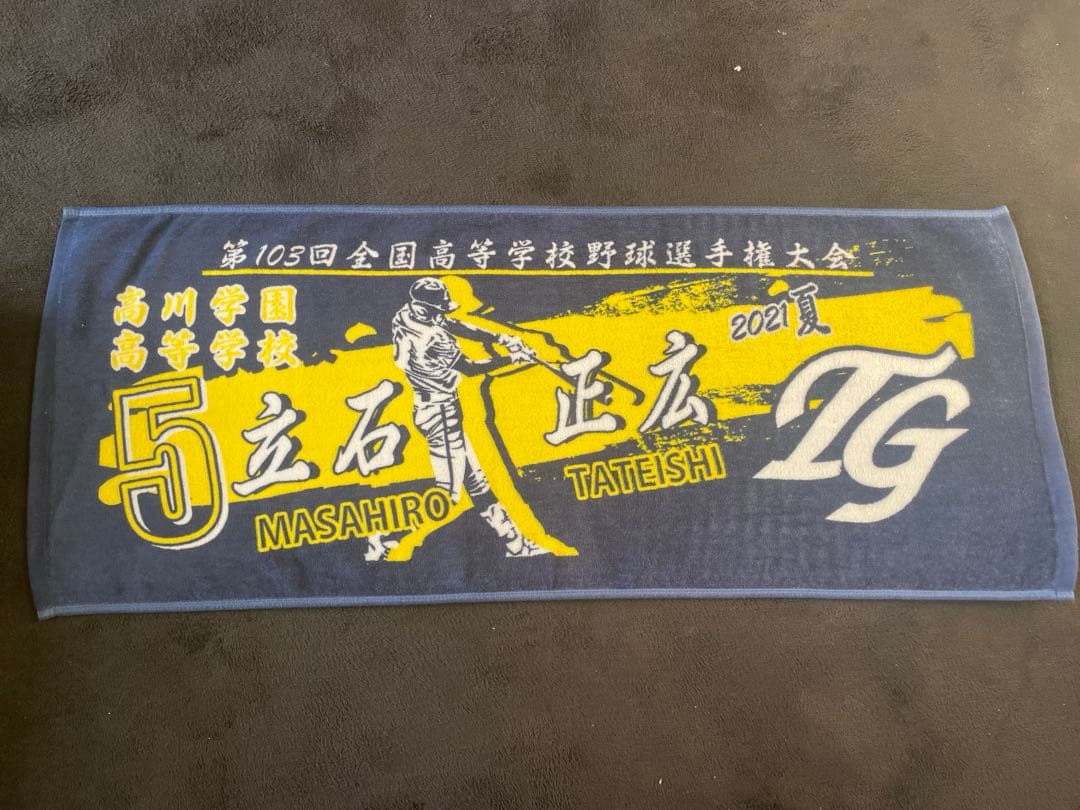 第103回全国高等学校野球選手権大会
高川学園
高等学校
2021夏
5 立石 正広
MASAHIRO TATEISHI
TG